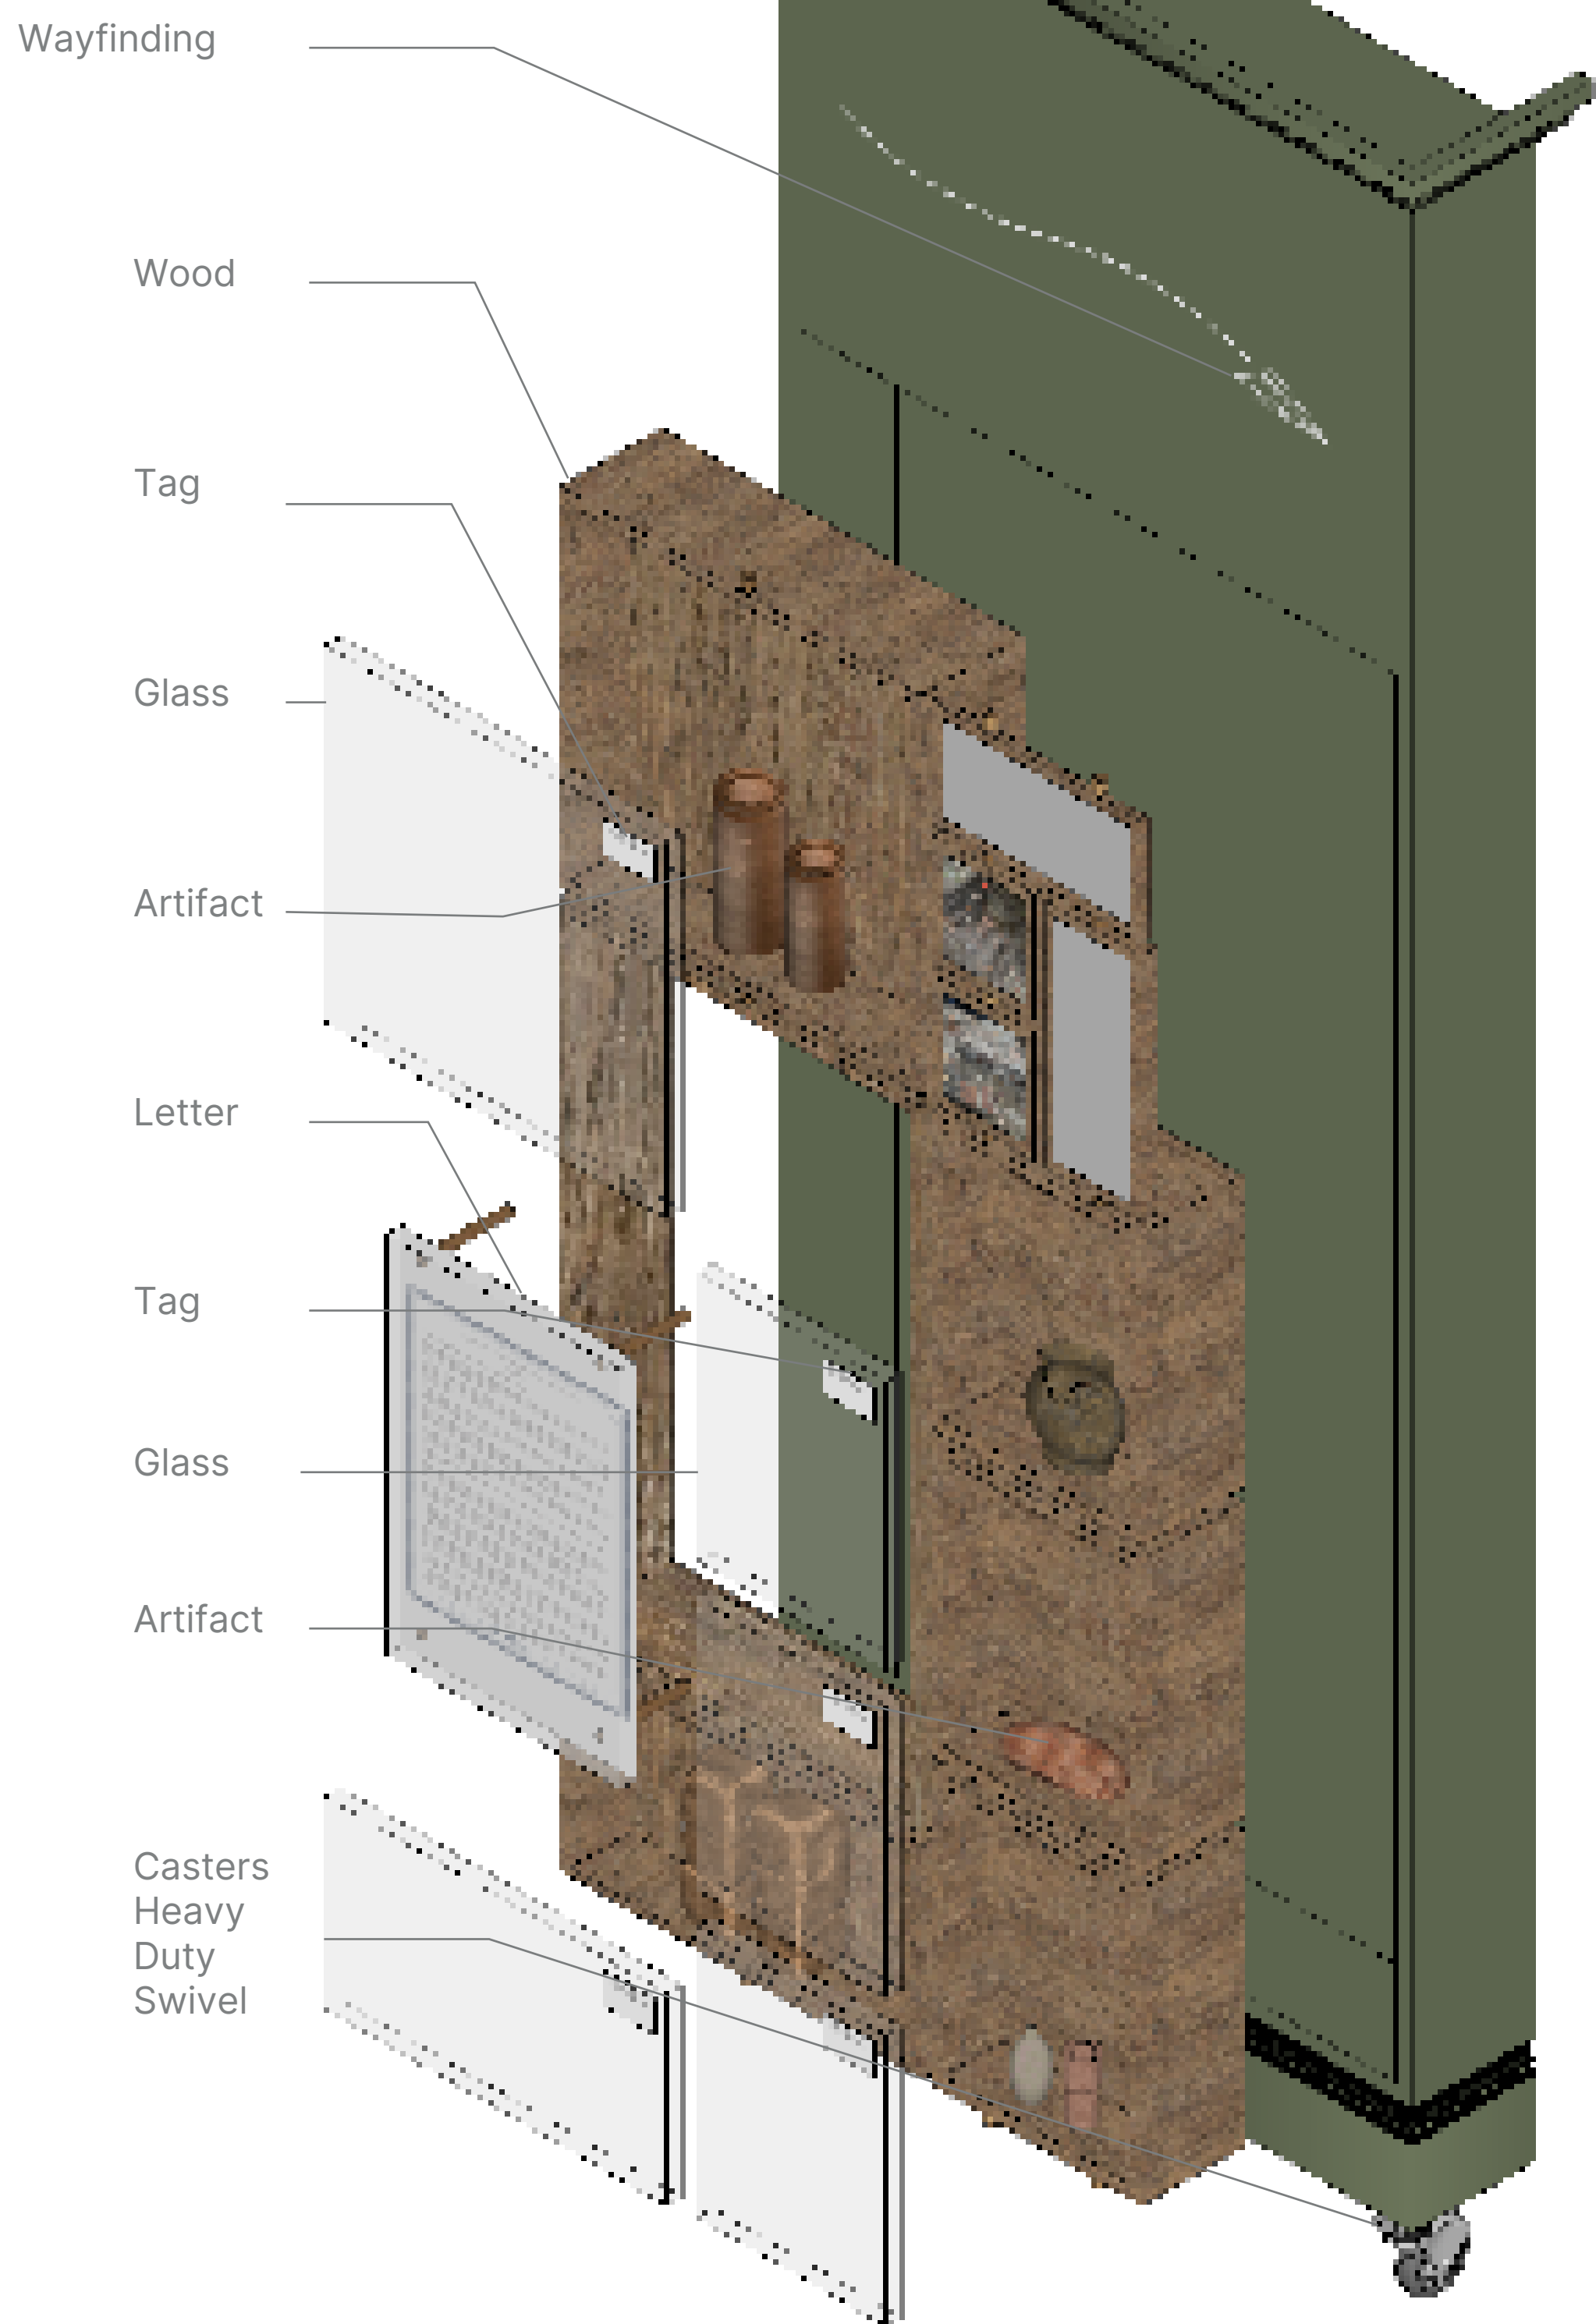 Wayfinding
Wood
Tag
Glass
Artifact
Letter
Tag
Glass
Artifact
Casters
Heavy
Duty
Swivel